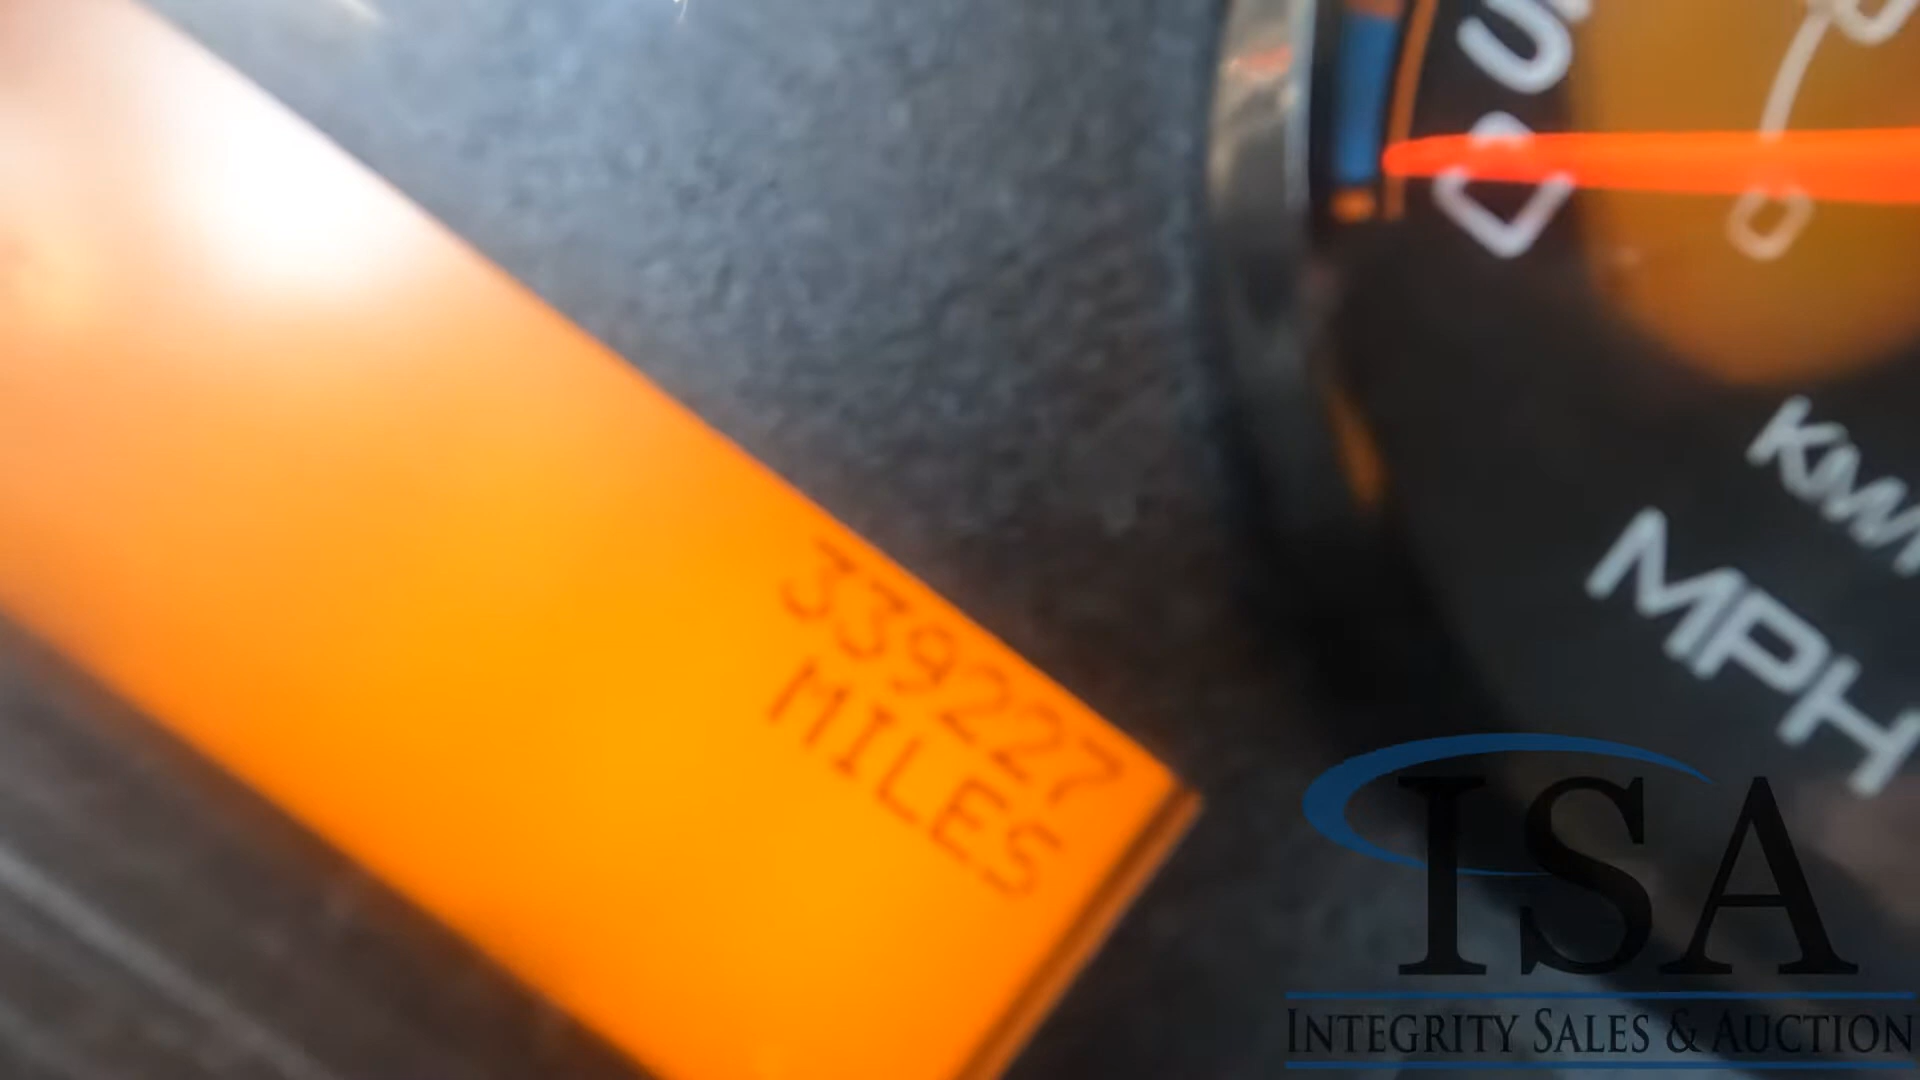 339227
MILES
KM/
MPH
ISA
INTEGRITY SALES & AUCTION